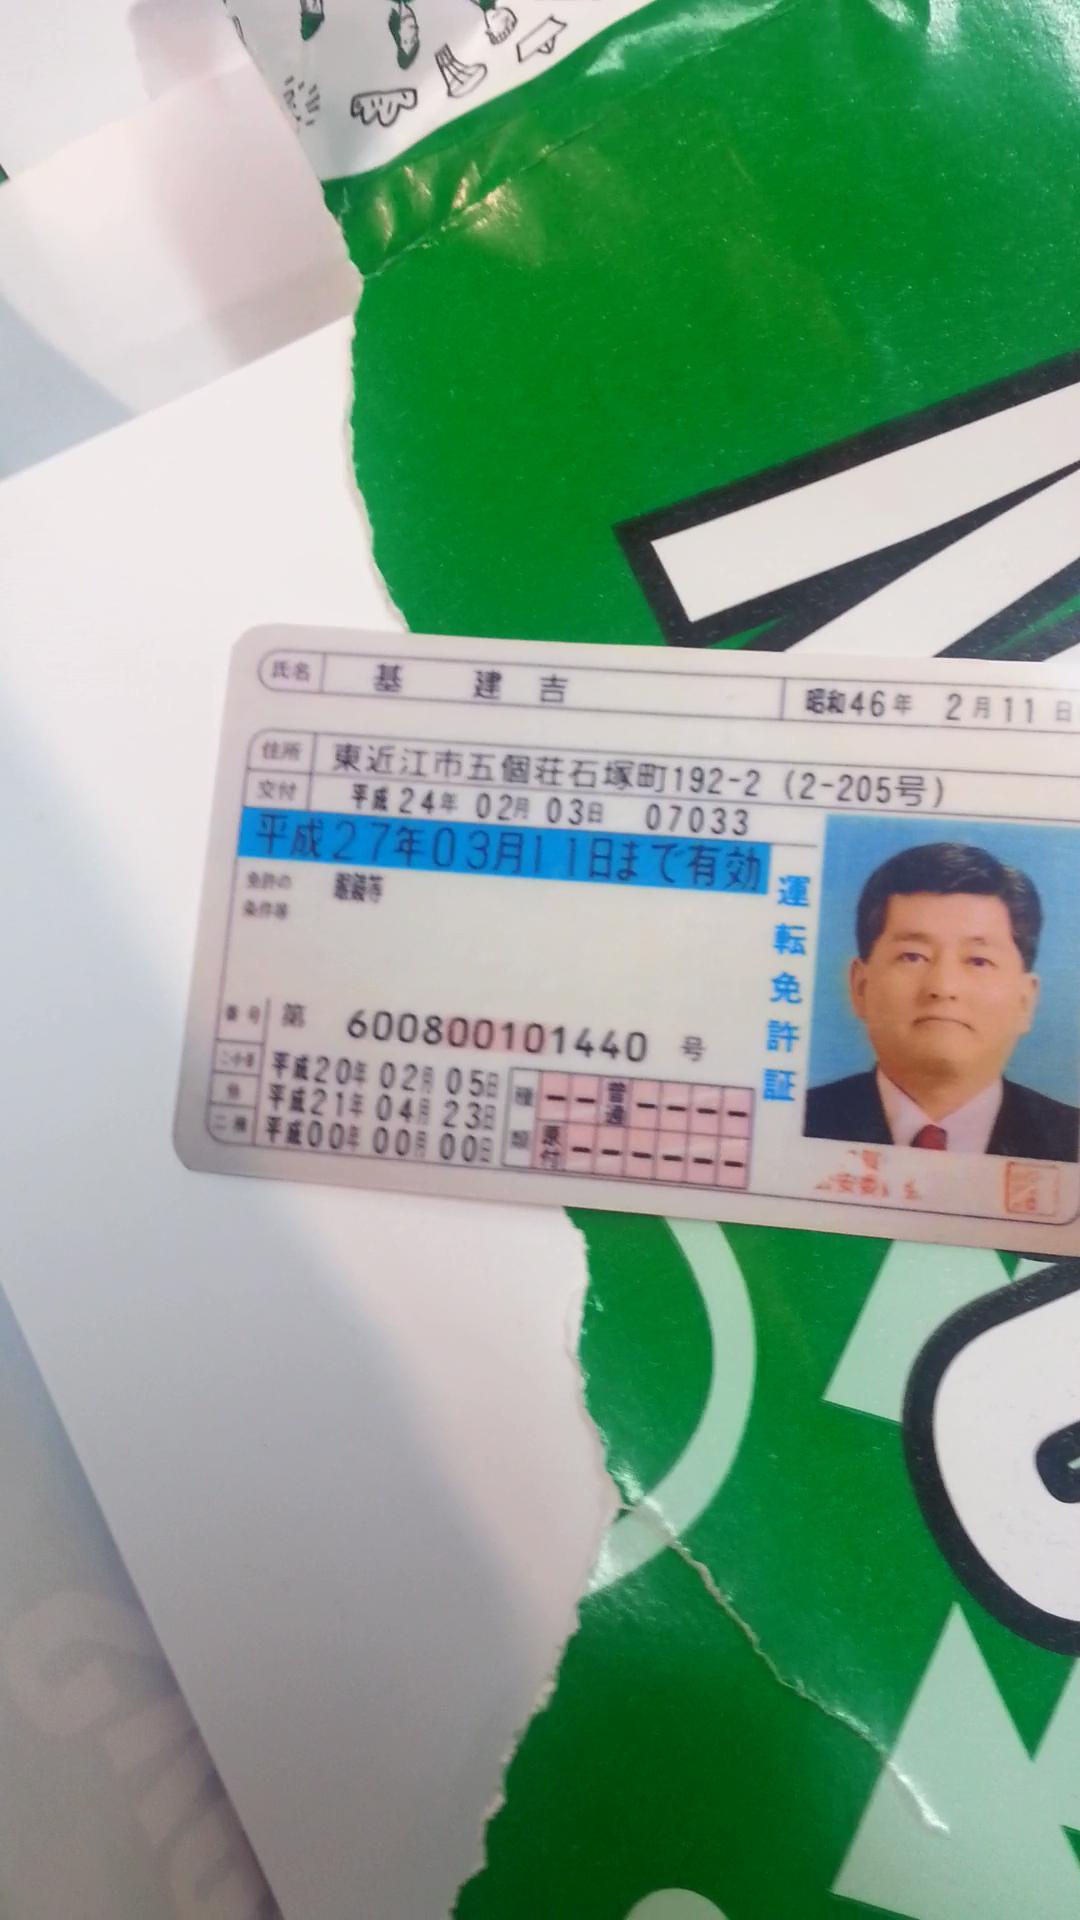 氏名 基 建 吉 昭和46年 2月11日
住所 東近江市五個荘石塚町192-2 (2-205号)
交付 平成24年 02月 03日 07033
平成27年03月11日まで有効
免許の
条件等
眼鏡等
運転免許証
番号 第 600800101440 号
二小原 平成20年 02月 05日
他 平成21年 04月 23日
二種 平成00年 00月 00日
種類
普通
原付